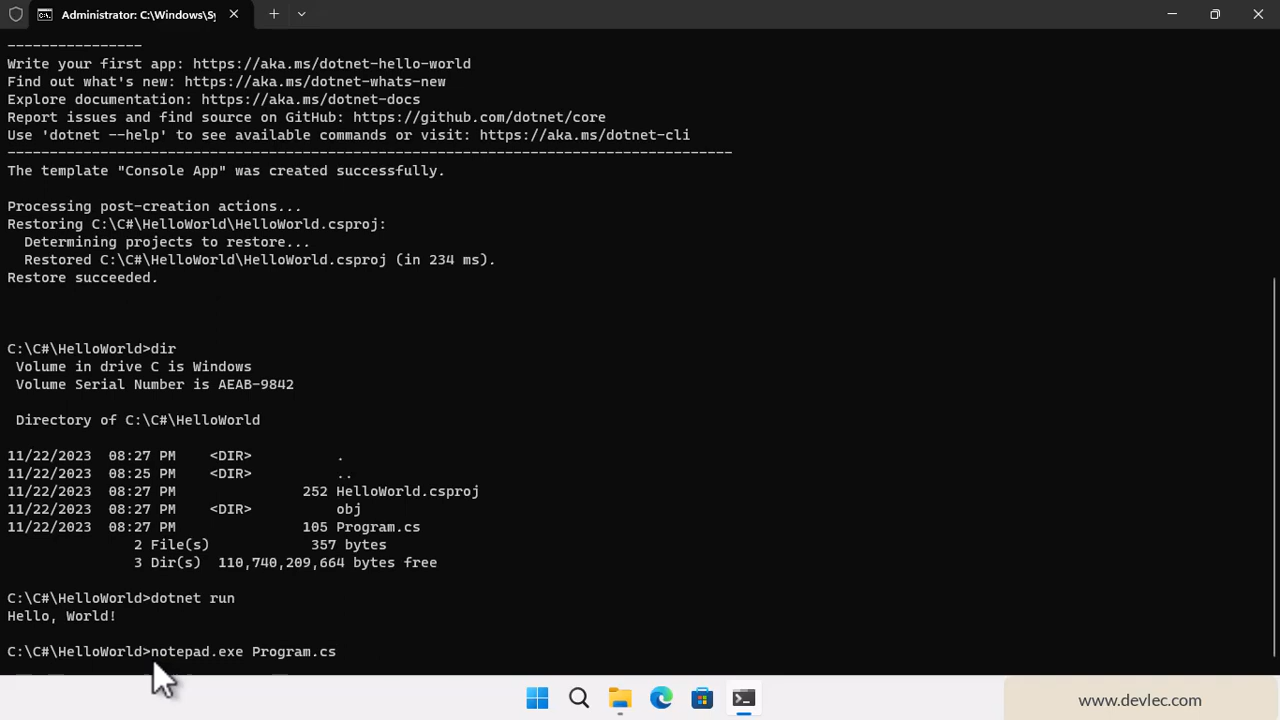 Administrator: C:\Windows\Sy
----------------
Write your first app: https://aka.ms/dotnet-hello-world
Find out what's new: https://aka.ms/dotnet-whats-new
Explore documentation: https://aka.ms/dotnet-docs
Report issues and find source on GitHub: https://github.com/dotnet/core
Use 'dotnet --help' to see available commands or visit: https://aka.ms/dotnet-cli
--------------------------------------------------------------------------------------
The template "Console App" was created successfully.
Processing post-creation actions...
Restoring C:\C#\HelloWorld\HelloWorld.csproj:
  Determining projects to restore...
  Restored C:\C#\HelloWorld\HelloWorld.csproj (in 234 ms).
Restore succeeded.
C:\C#\HelloWorld>dir
 Volume in drive C is Windows
 Volume Serial Number is AEAB-9842
 Directory of C:\C#\HelloWorld
11/22/2023  08:27 PM    <DIR>          .
11/22/2023  08:25 PM    <DIR>          ..
11/22/2023  08:27 PM               252 HelloWorld.csproj
11/22/2023  08:27 PM    <DIR>          obj
11/22/2023  08:27 PM               105 Program.cs
               2 File(s)            357 bytes
               3 Dir(s)  110,740,209,664 bytes free
C:\C#\HelloWorld>dotnet run
Hello, World!
C:\C#\HelloWorld>notepad.exe Program.cs
www.devlec.com